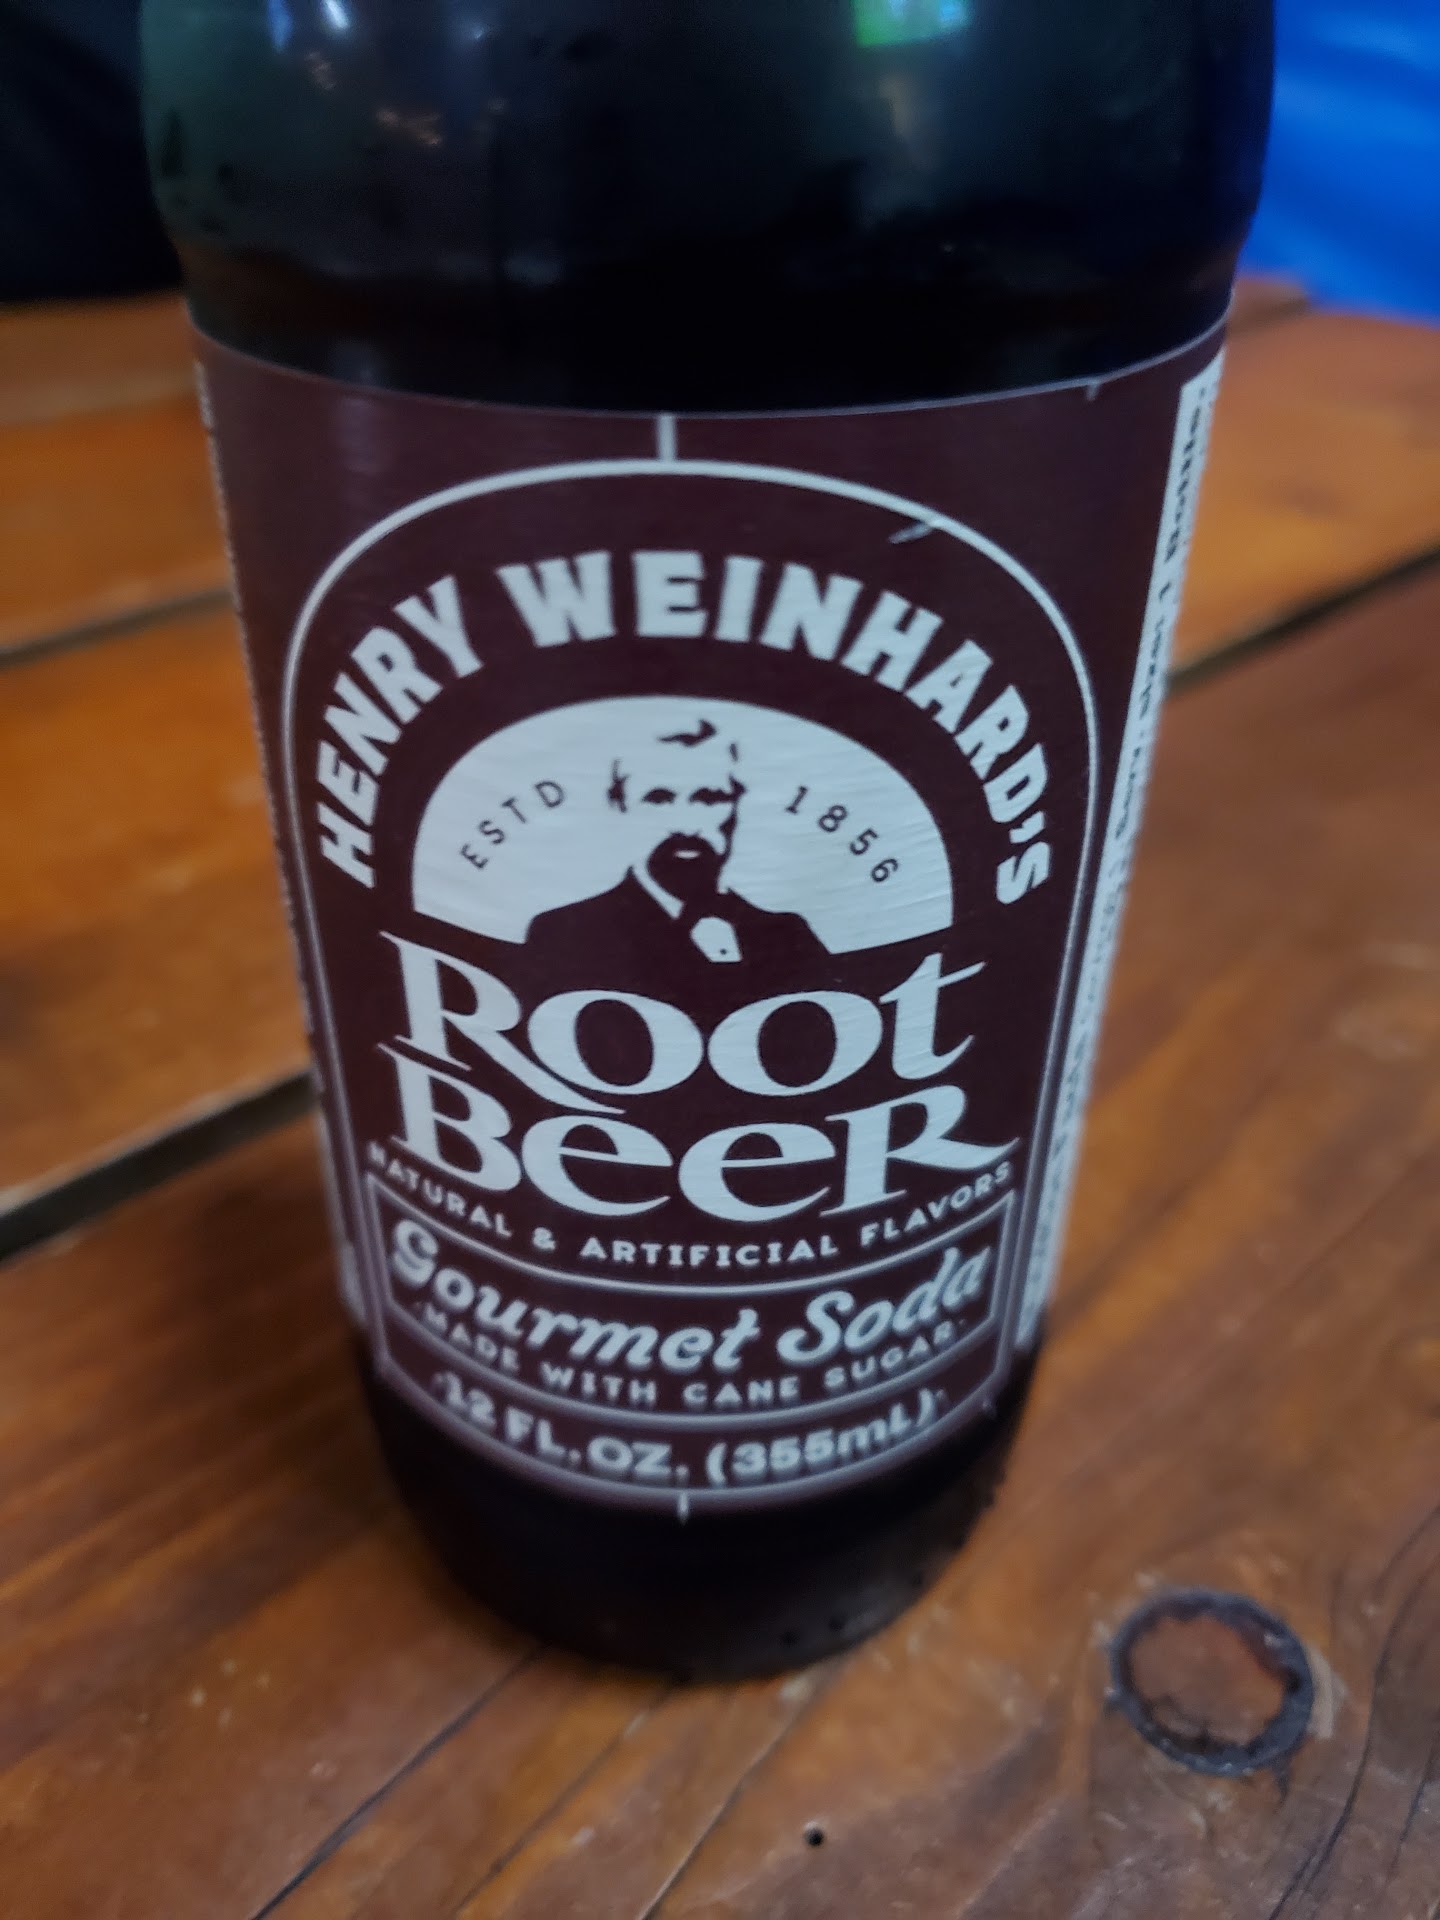 HENRY WEINHARD'S
ESTD 1856
Root
Beer
NATURAL & ARTIFICIAL FLAVORS
Gourmet Soda
·MADE WITH CANE SUGAR·
·12 FL. OZ. (355mL)·